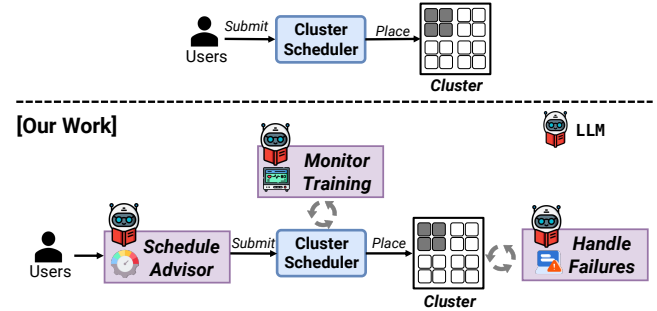 Submit
Place
Users
Cluster
Scheduler
Cluster
[Our Work]
LLM
Monitor
Training
Users
Schedule
Advisor
Submit
Cluster
Scheduler
Place
Cluster
Handle
Failures